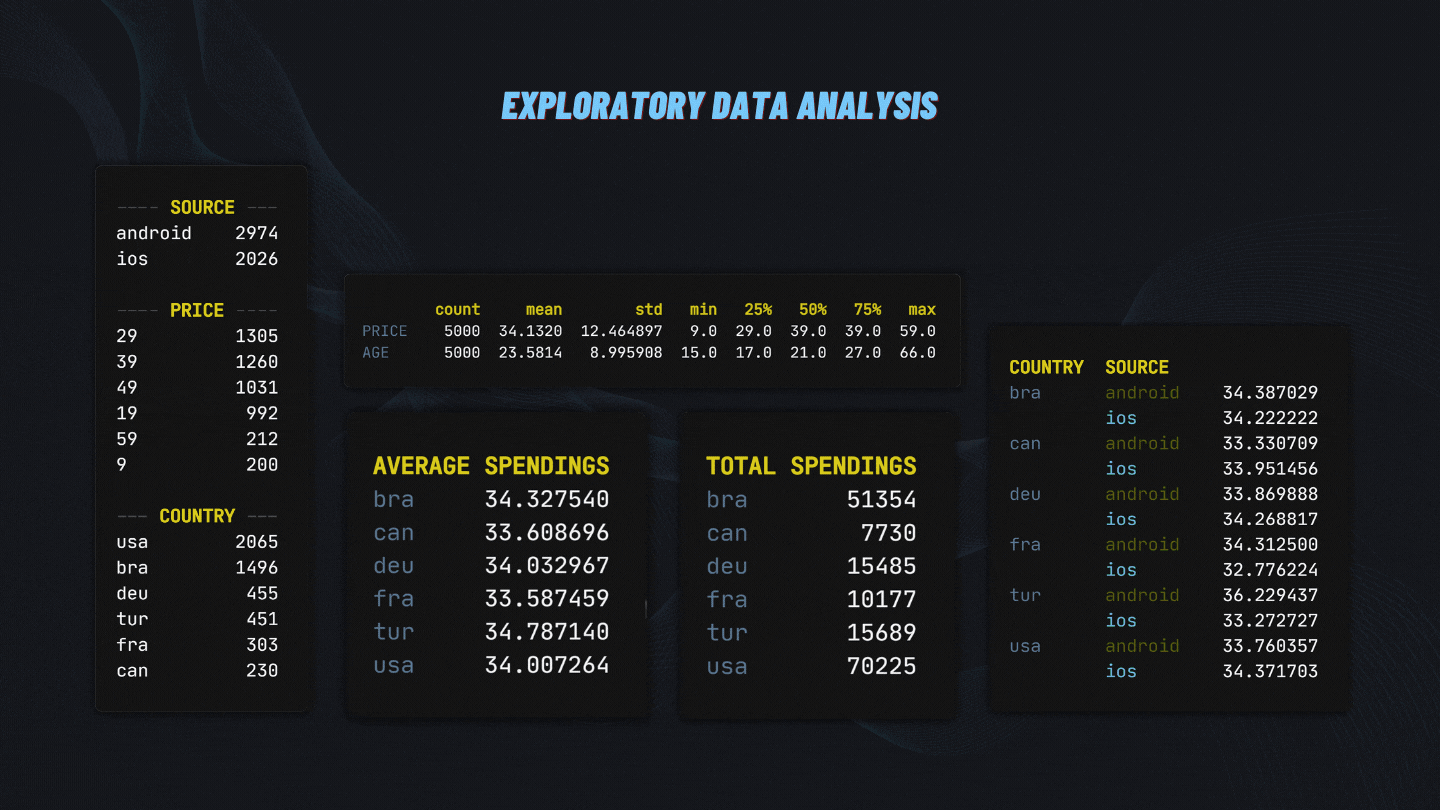 EXPLORATORY DATA ANALYSIS
---- SOURCE ---
android 2974
ios 2026
---- PRICE ----
29 1305
39 1260
49 1031
19 992
59 212
9 200
--- COUNTRY ---
usa 2065
bra 1496
deu 455
tur 451
fra 303
can 230
count mean std min 25% 50% 75% max
PRICE 5000 34.1320 12.464897 9.0 29.0 39.0 39.0 59.0
AGE 5000 23.5814 8.995908 15.0 17.0 21.0 27.0 66.0
AVERAGE SPENDINGS
bra 34.327540
can 33.608696
deu 34.032967
fra 33.587459
tur 34.787140
usa 34.007264
TOTAL SPENDINGS
bra 51354
can 7730
deu 15485
fra 10177
tur 15689
usa 70225
COUNTRY SOURCE
bra android 34.387029
ios 34.222222
can android 33.330709
ios 33.951456
deu android 33.869888
ios 34.268817
fra android 34.312500
ios 32.776224
tur android 36.229437
ios 33.272727
usa android 33.760357
ios 34.371703